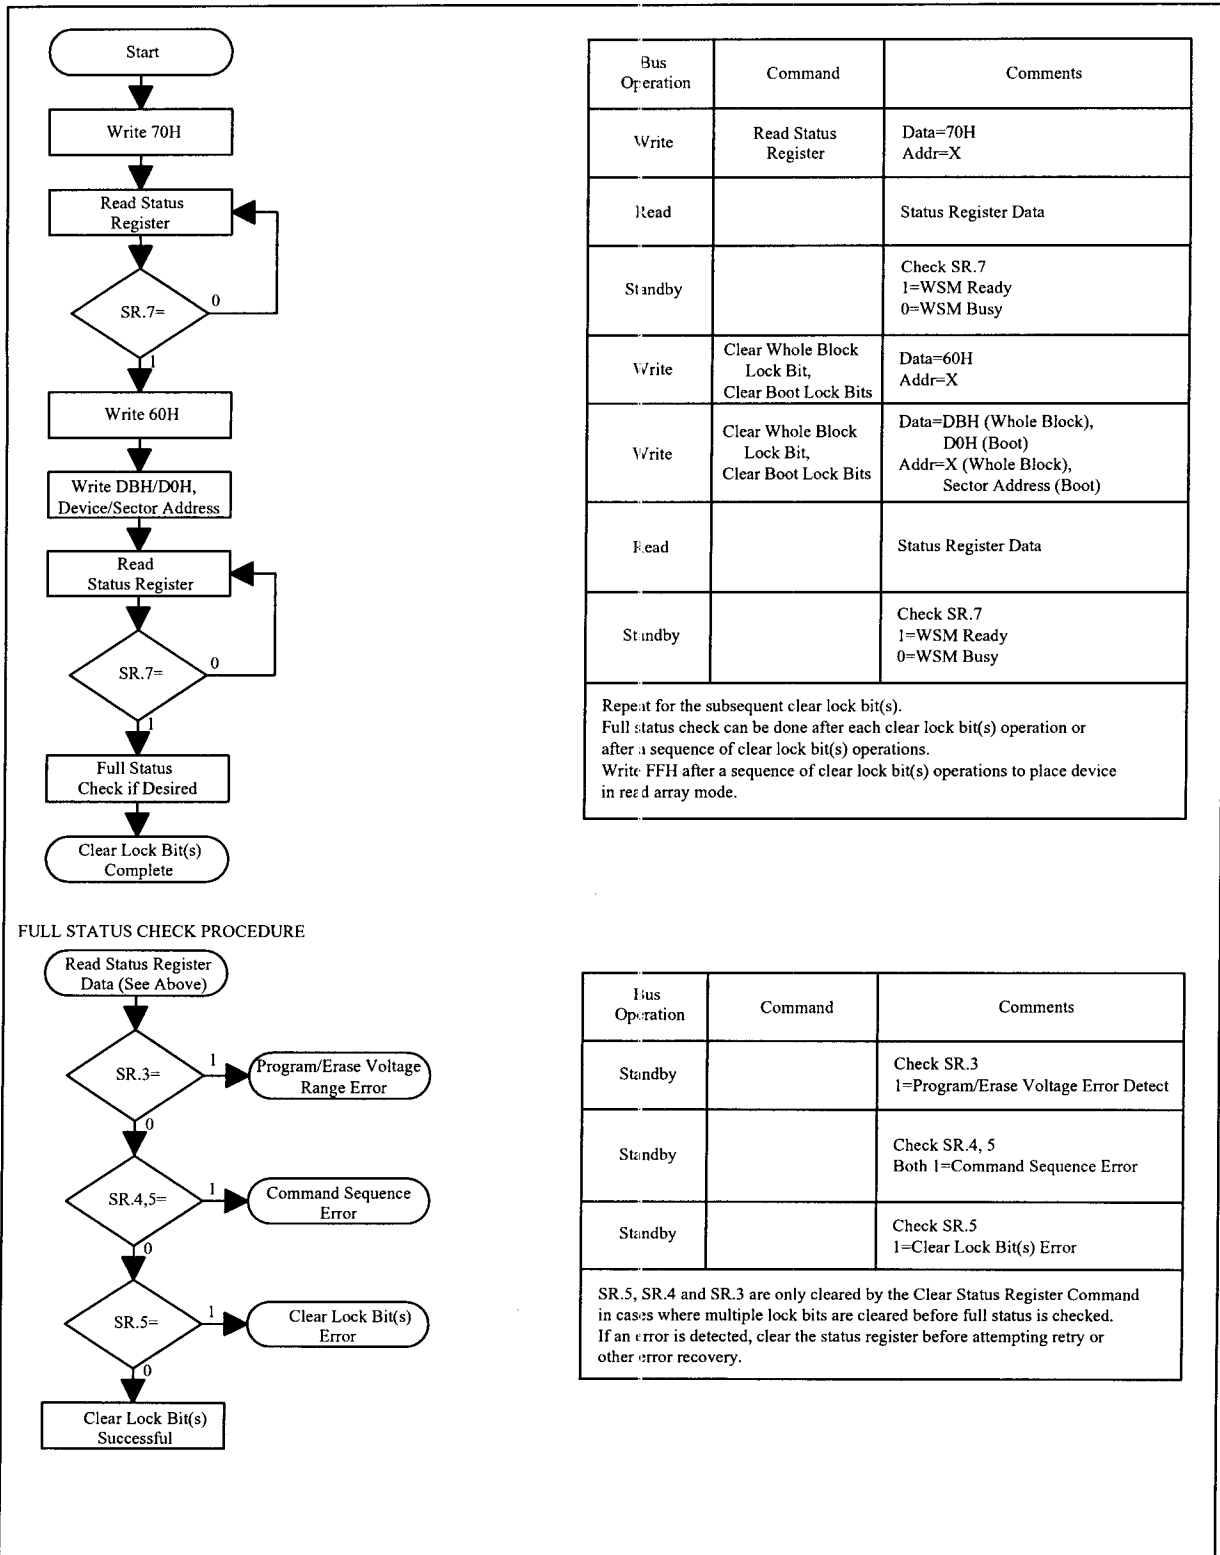 Start
Write 70H
Read Status
Register
SR.7=
0
1
Write 60H
Write DBH/D0H,
Device/Sector Address
Read
Status Register
SR.7=
0
1
Full Status
Check if Desired
Clear Lock Bit(s)
Complete
Bus
Operation
Command
Comments
Write
Read Status
Register
Data=70H
Addr=X
Read
Status Register Data
Standby
Check SR.7
1=WSM Ready
0=WSM Busy
Write
Clear Whole Block
Lock Bit,
Clear Boot Lock Bits
Data=60H
Addr=X
Write
Clear Whole Block
Lock Bit,
Clear Boot Lock Bits
Data=DBH (Whole Block),
D0H (Boot)
Addr=X (Whole Block),
Sector Address (Boot)
Read
Status Register Data
Standby
Check SR.7
1=WSM Ready
0=WSM Busy
Repeat for the subsequent clear lock bit(s).
Full status check can be done after each clear lock bit(s) operation or
after a sequence of clear lock bit(s) operations.
Write FFH after a sequence of clear lock bit(s) operations to place device
in read array mode.
FULL STATUS CHECK PROCEDURE
Read Status Register
Data (See Above)
SR.3=
1
Program/Erase Voltage
Range Error
0
SR.4,5=
1
Command Sequence
Error
0
SR.5=
1
Clear Lock Bit(s)
Error
0
Clear Lock Bit(s)
Successful
Bus
Operation
Command
Comments
Standby
Check SR.3
1=Program/Erase Voltage Error Detect
Standby
Check SR.4, 5
Both 1=Command Sequence Error
Standby
Check SR.5
1=Clear Lock Bit(s) Error
SR.5, SR.4 and SR.3 are only cleared by the Clear Status Register Command
in cases where multiple lock bits are cleared before full status is checked.
If an error is detected, clear the status register before attempting retry or
other error recovery.